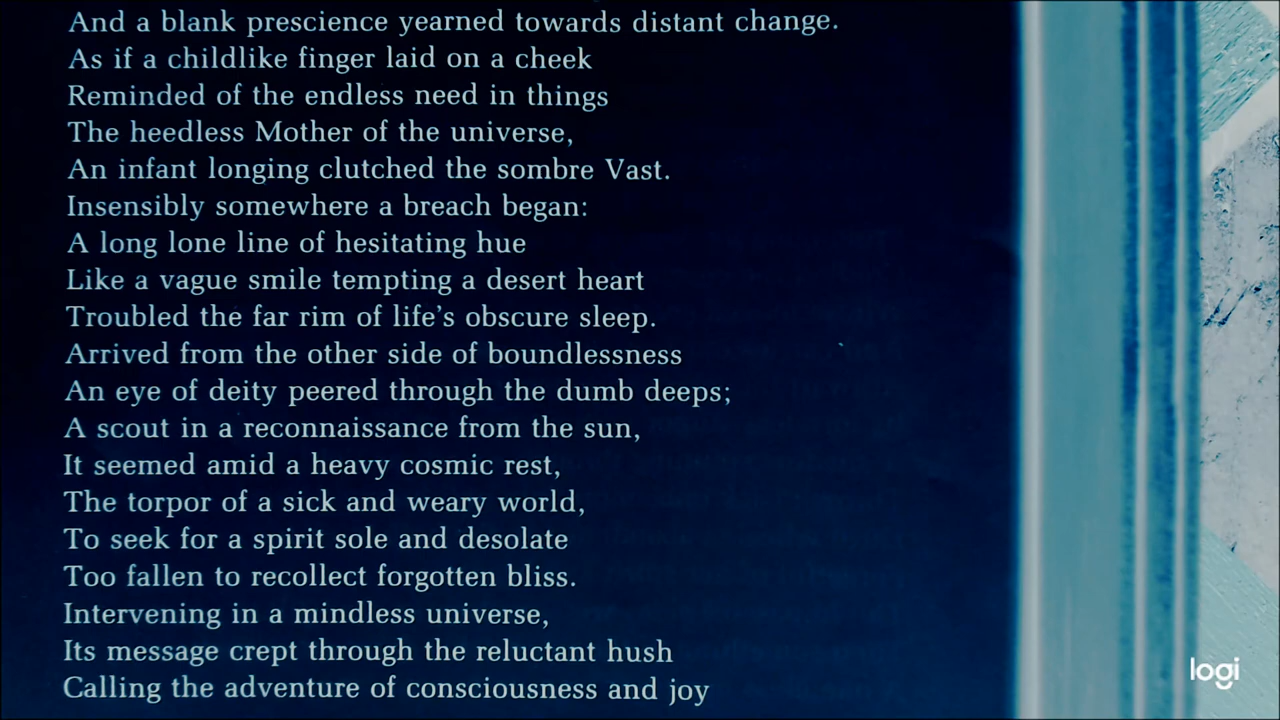 And a blank prescience yearned towards distant change.
As if a childlike finger laid on a cheek
Reminded of the endless need in things
The heedless Mother of the universe,
An infant longing clutched the sombre Vast.
Insensibly somewhere a breach began:
A long lone line of hesitating hue
Like a vague smile tempting a desert heart
Troubled the far rim of life's obscure sleep.
Arrived from the other side of boundlessness
An eye of deity peered through the dumb deeps;
A scout in a reconnaissance from the sun,
It seemed amid a heavy cosmic rest,
The torpor of a sick and weary world,
To seek for a spirit sole and desolate
Too fallen to recollect forgotten bliss.
Intervening in a mindless universe,
Its message crept through the reluctant hush
Calling the adventure of consciousness and joy
logi